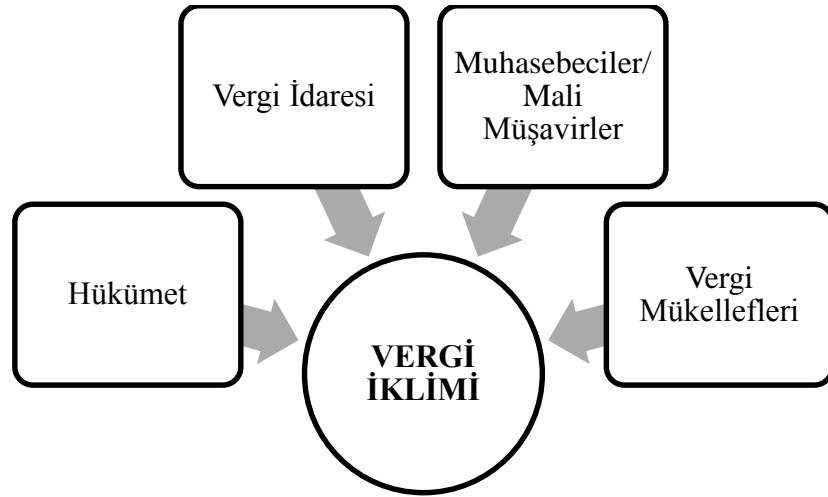 Vergi İdaresi
Muhasebeciler/
Mali
Müşavirler
Hükümet
Vergi
Mükellefleri
VERGİ
İKLİMİ